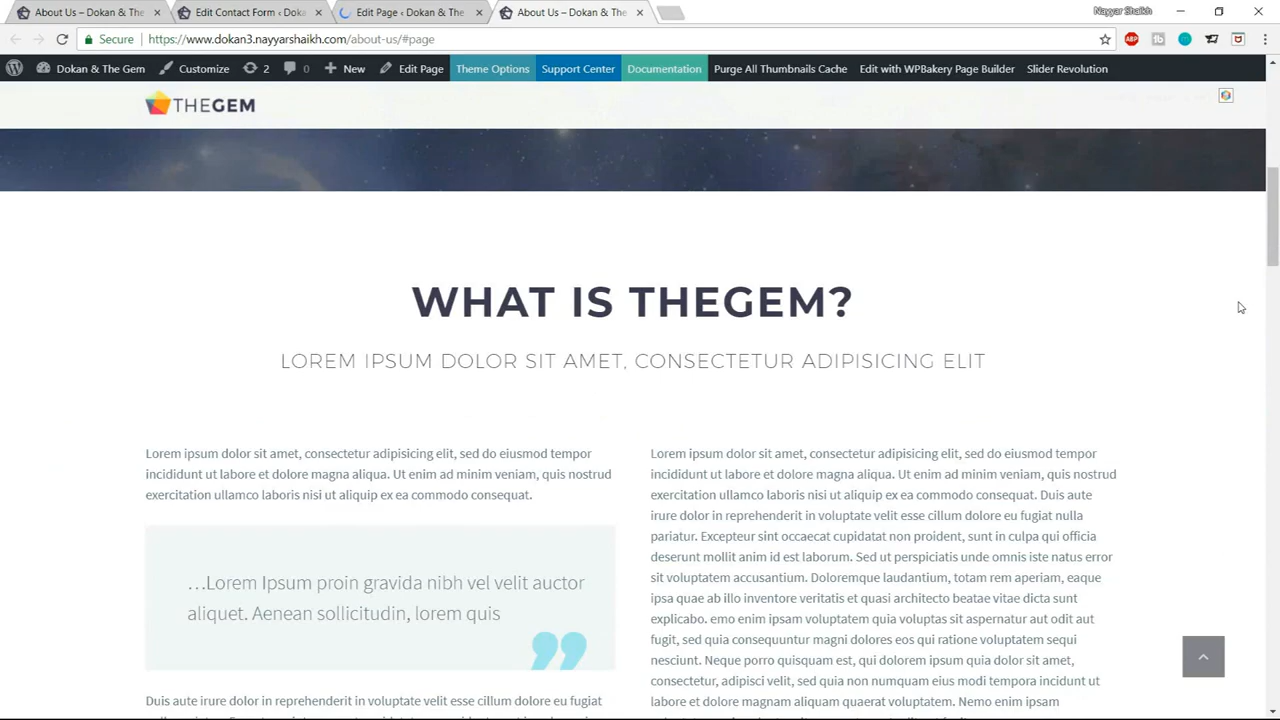 About Us – Dokan & The
Edit Contact Form ‹ Doka
Edit Page ‹ Dokan & The
About Us – Dokan & The
Nayyar Shaikh
Secure
https://www.dokan3.nayyarshaikh.com/about-us/#page
ABP
Dokan & The Gem
Customize
2
0
New
Edit Page
Theme Options
Support Center
Documentation
Purge All Thumbnails Cache
Edit with WPBakery Page Builder
Slider Revolution
THEGEM
WHAT IS THEGEM?
LOREM IPSUM DOLOR SIT AMET, CONSECTETUR ADIPISICING ELIT
Lorem ipsum dolor sit amet, consectetur adipisicing elit, sed do eiusmod tempor
incididunt ut labore et dolore magna aliqua. Ut enim ad minim veniam, quis nostrud
exercitation ullamco laboris nisi ut aliquip ex ea commodo consequat.
…Lorem Ipsum proin gravida nibh vel velit auctor
aliquet. Aenean sollicitudin, lorem quis
Duis aute irure dolor in reprehenderit in voluptate velit esse cillum dolore eu fugiat
Lorem ipsum dolor sit amet, consectetur adipisicing elit, sed do eiusmod tempor
incididunt ut labore et dolore magna aliqua. Ut enim ad minim veniam, quis nostrud
exercitation ullamco laboris nisi ut aliquip ex ea commodo consequat. Duis aute
irure dolor in reprehenderit in voluptate velit esse cillum dolore eu fugiat nulla
pariatur. Excepteur sint occaecat cupidatat non proident, sunt in culpa qui officia
deserunt mollit anim id est laborum. Sed ut perspiciatis unde omnis iste natus error
sit voluptatem accusantium. Doloremque laudantium, totam rem aperiam, eaque
ipsa quae ab illo inventore veritatis et quasi architecto beatae vitae dicta sunt
explicabo. emo enim ipsam voluptatem quia voluptas sit aspernatur aut odit aut
fugit, sed quia consequuntur magni dolores eos qui ratione voluptatem sequi
nesciunt. Neque porro quisquam est, qui dolorem ipsum quia dolor sit amet,
consectetur, adipisci velit, sed quia non numquam eius modi tempora incidunt ut
labore et dolore magnam aliquam quaerat voluptatem. Nemo enim ipsam